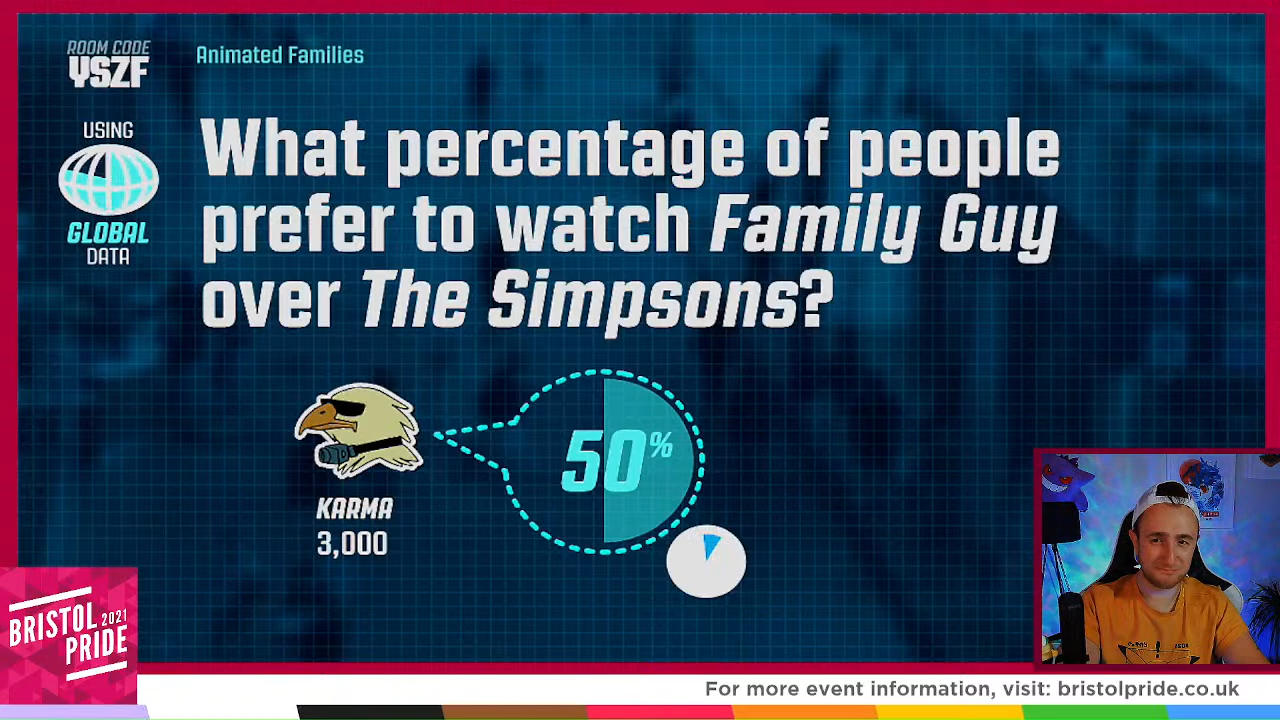 ROOM CODE
YSZF
Animated Families
USING
GLOBAL
DATA
What percentage of people
prefer to watch Family Guy
over The Simpsons?
50%
KARMA
3,000
BRISTOL 2021
PRIDE
For more event information, visit: bristolpride.co.uk